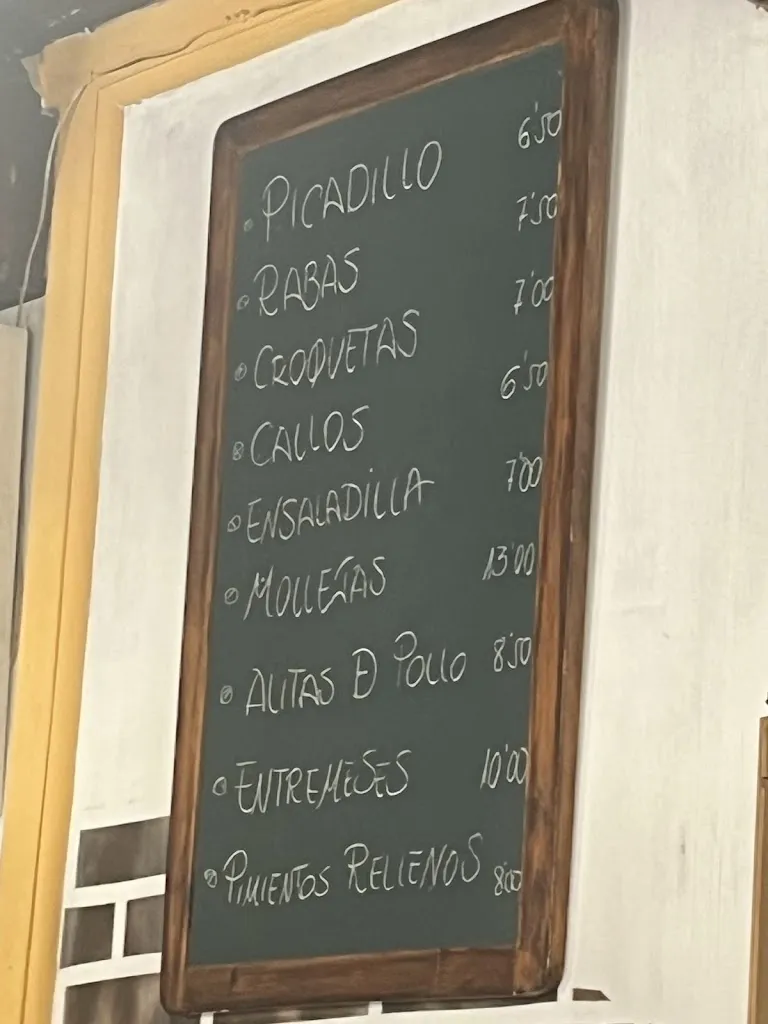 PICADILLO 6'50
RABAS 7'50
CROQUETAS 7'00
CALLOS 6'50
ENSALADILLA 7'00
MOLLEJAS 13'00
ALITAS D POLLO 8'50
ENTREMESES 10'00
PIMIENTOS RELLENOS 8'00